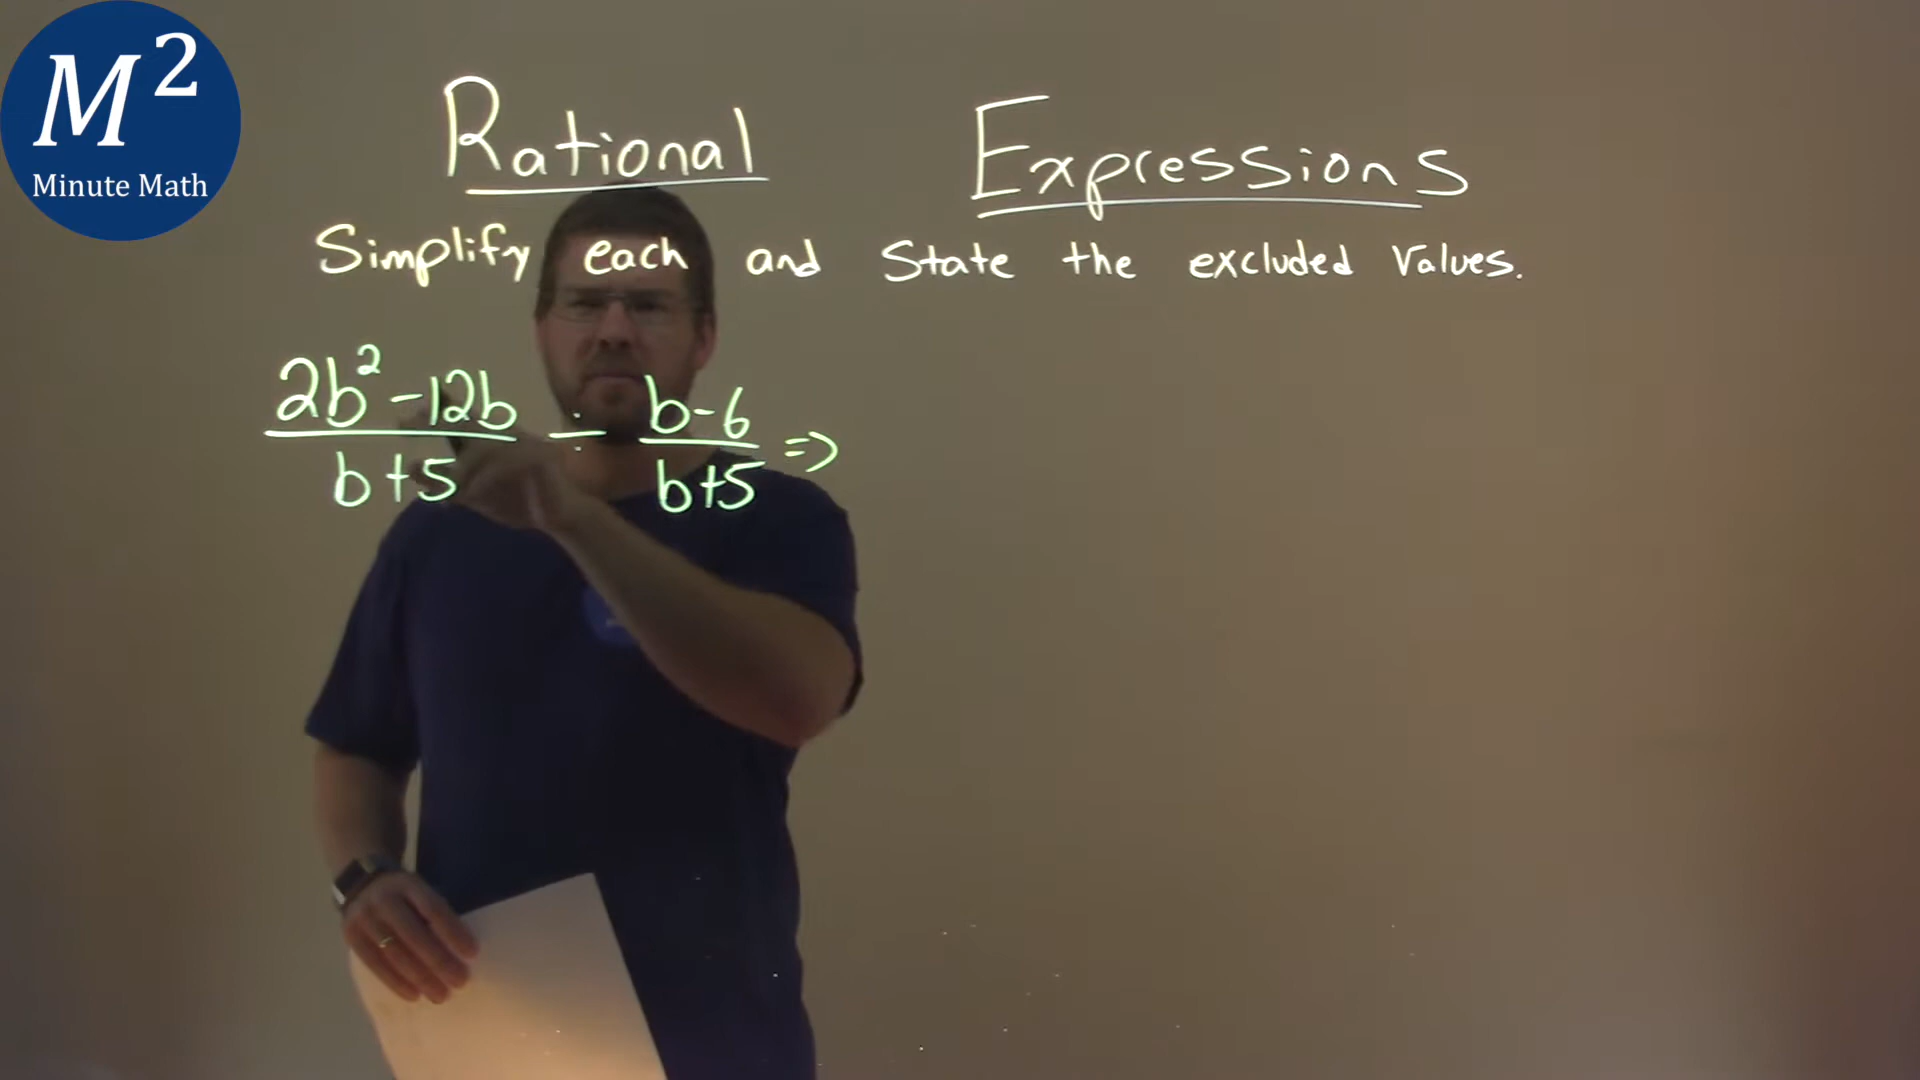 M²
Minute Math
Rational Expressions
Simplify each and State the excluded Values.
2b² - 12b / b+5 ÷ b-6 / b+5 =>